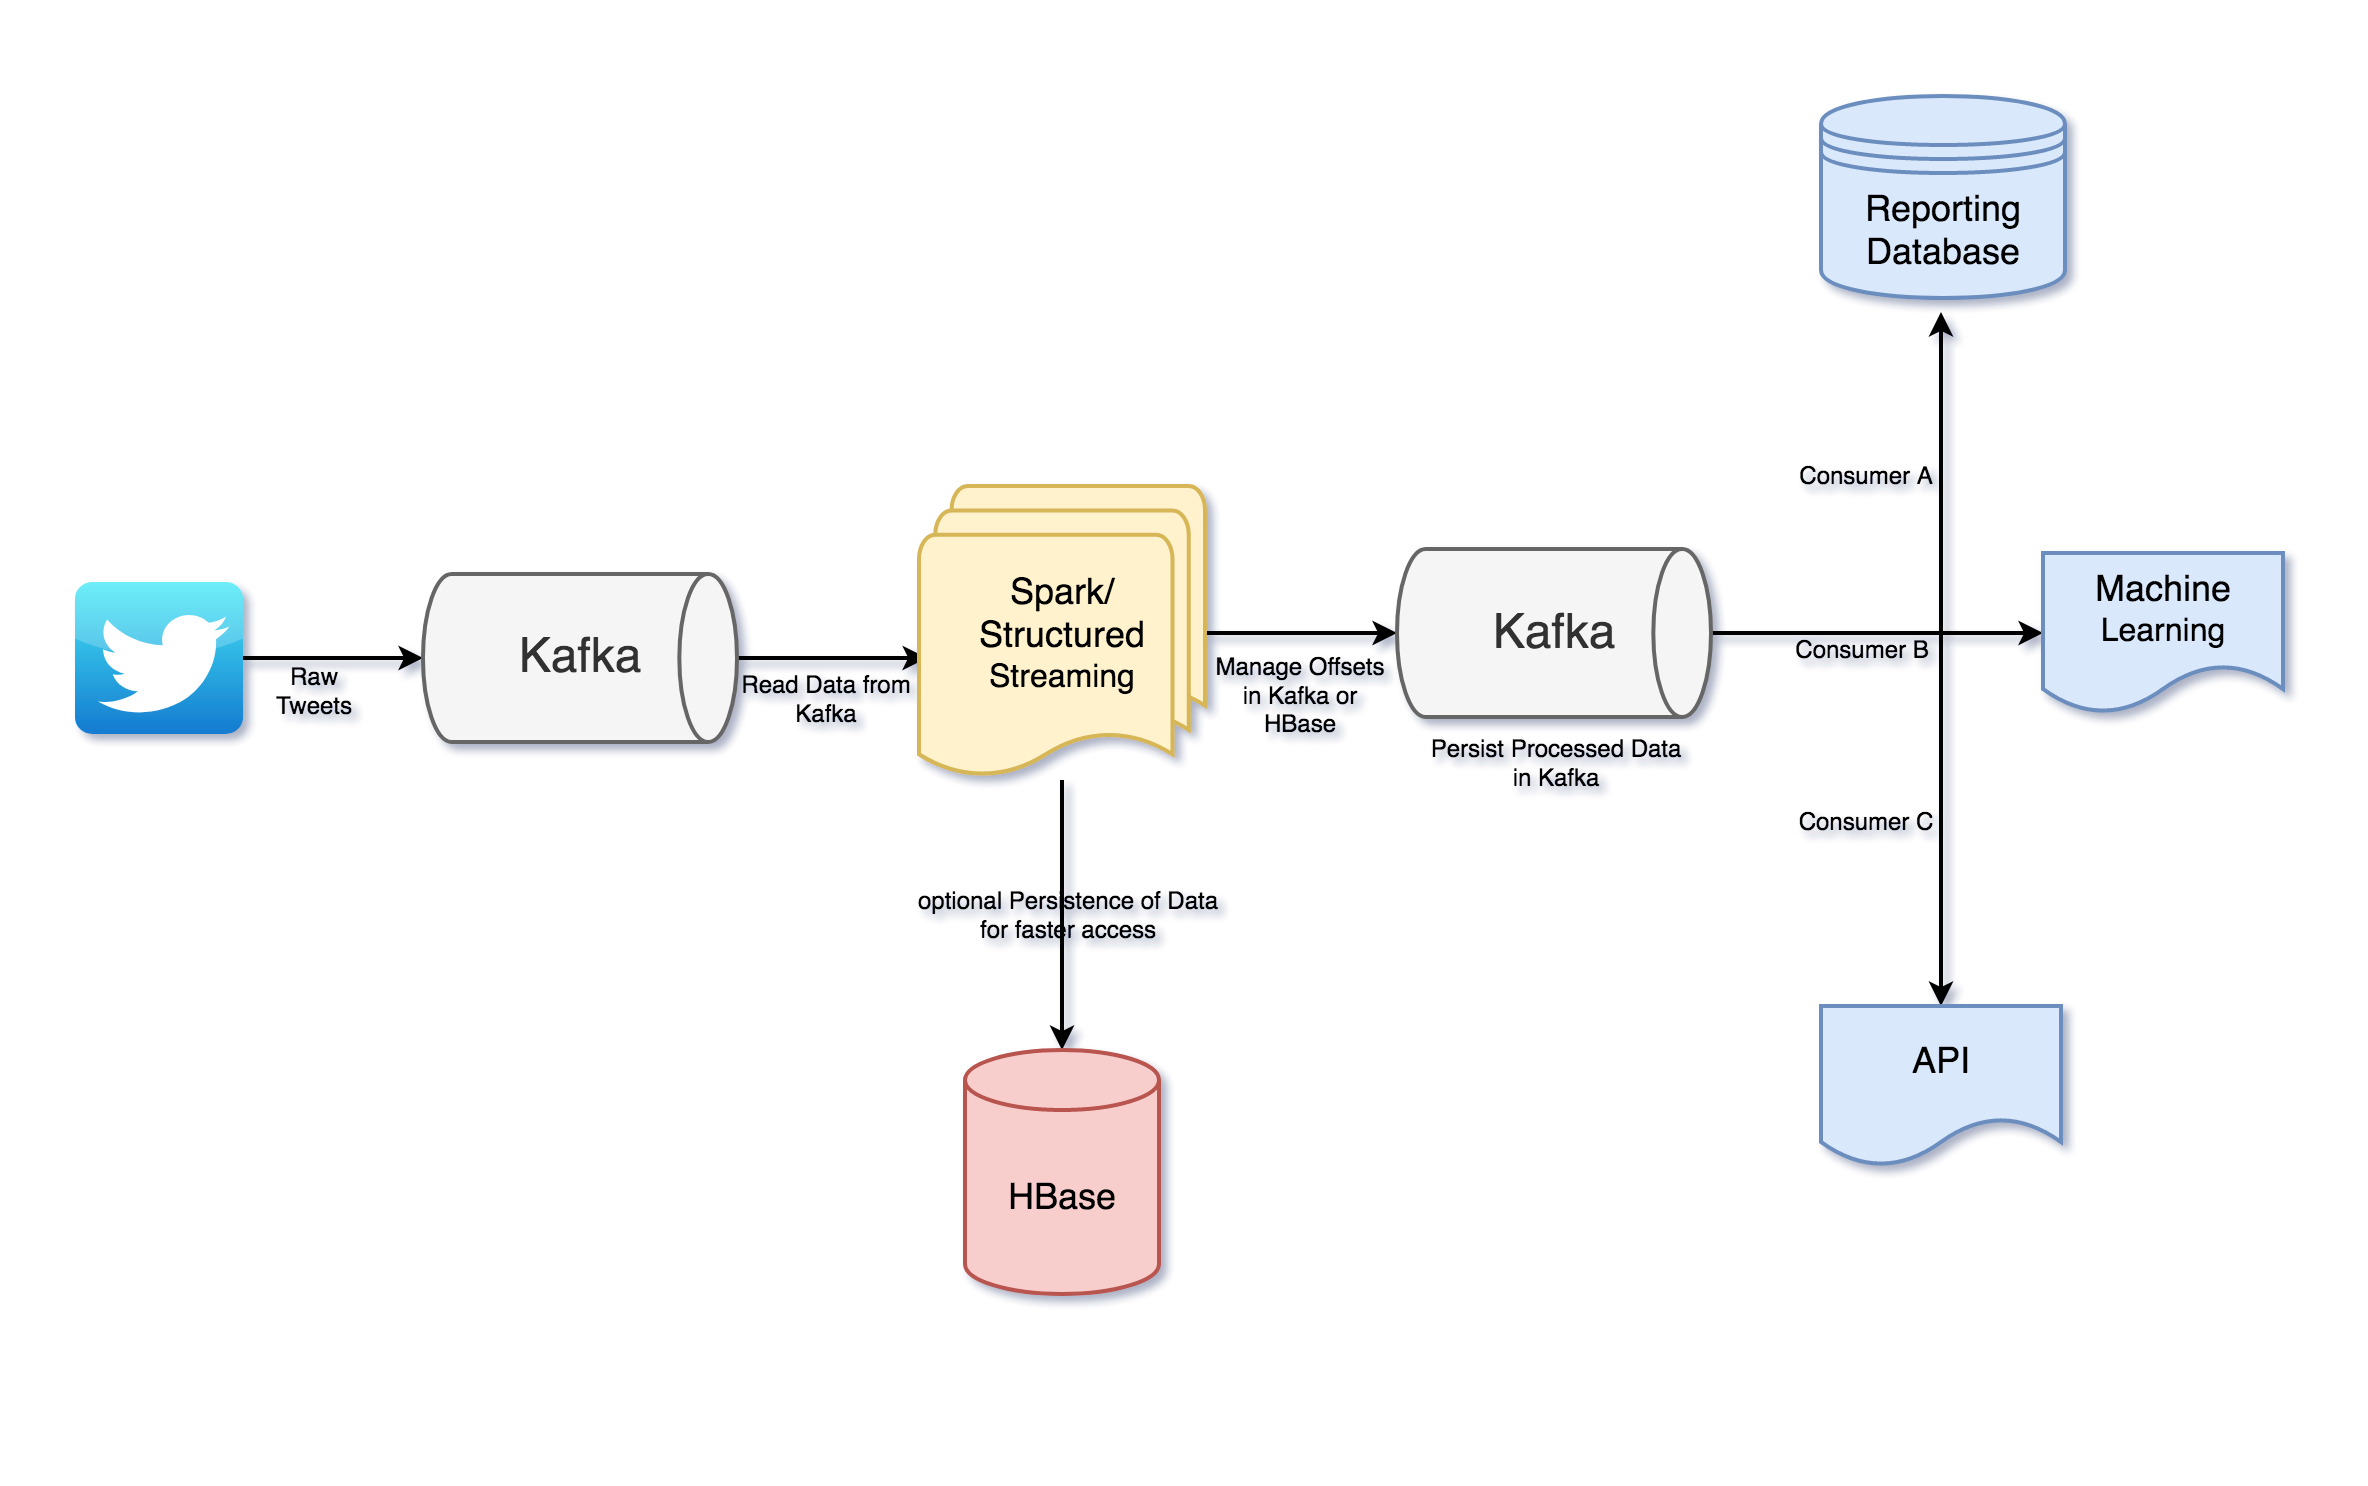 Raw
Tweets
Kafka
Read Data from
Kafka
Spark/
Structured
Streaming
Manage Offsets
in Kafka or
HBase
Kafka
Persist Processed Data
in Kafka
optional Persistence of Data
for faster access
HBase
Reporting
Database
Consumer A
Consumer B
Machine
Learning
Consumer C
API